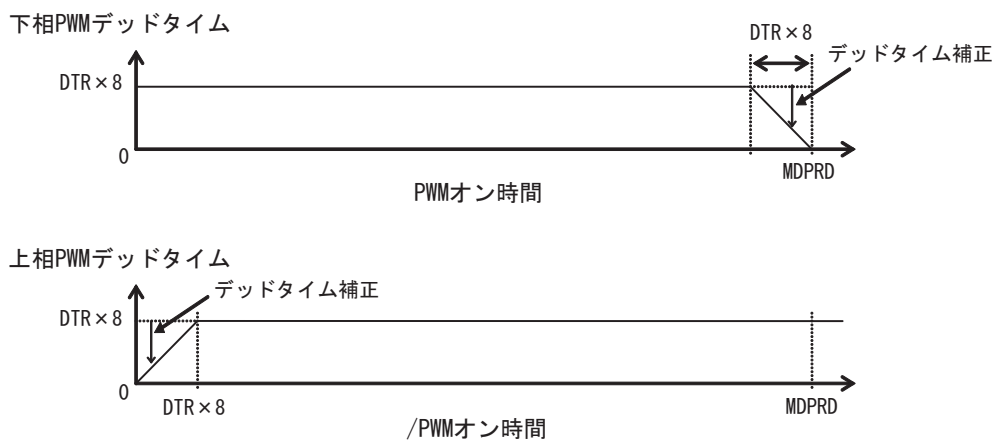 下相PWMデッドタイム
DTR×8
デッドタイム補正
DTR×8
0
MDPRD
PWMオン時間
上相PWMデッドタイム
デッドタイム補正
DTR×8
0
DTR×8
MDPRD
/PWMオン時間